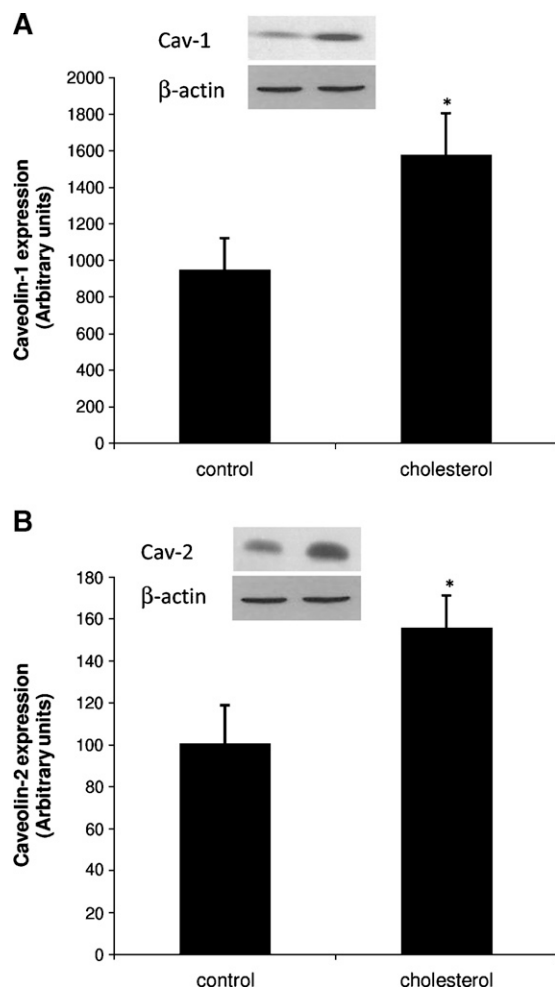 A
Cav-1
β-actin
2000
*
1800
1600
1400
1200
1000
800
600
400
200
0
Caveolin-1 expression
(Arbitrary units)
control cholesterol
B
Cav-2
β-actin
180
*
160
140
120
100
80
60
40
20
0
Caveolin-2 expression
(Arbitrary units)
control cholesterol